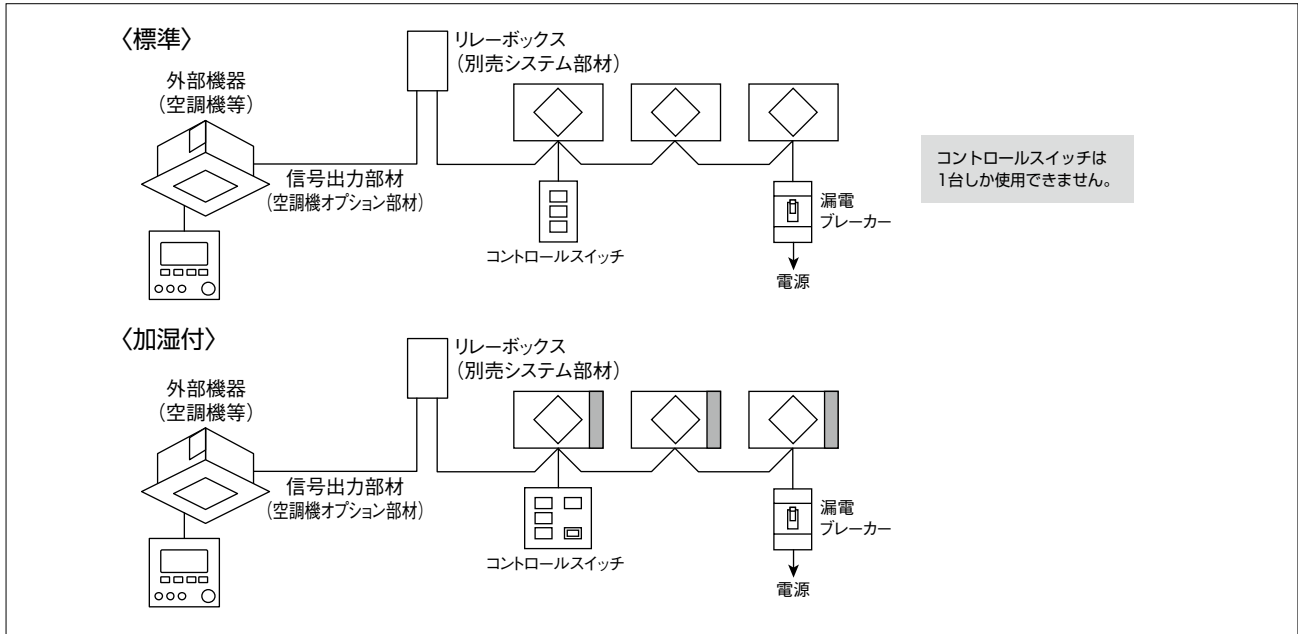 〈標準〉
リレーボックス
（別売システム部材）
外部機器
（空調機等）
信号出力部材
（空調機オプション部材）
コントロールスイッチ
漏電
ブレーカー
電源
コントロールスイッチは
1台しか使用できません。
〈加湿付〉
リレーボックス
（別売システム部材）
外部機器
（空調機等）
信号出力部材
（空調機オプション部材）
コントロールスイッチ
漏電
ブレーカー
電源